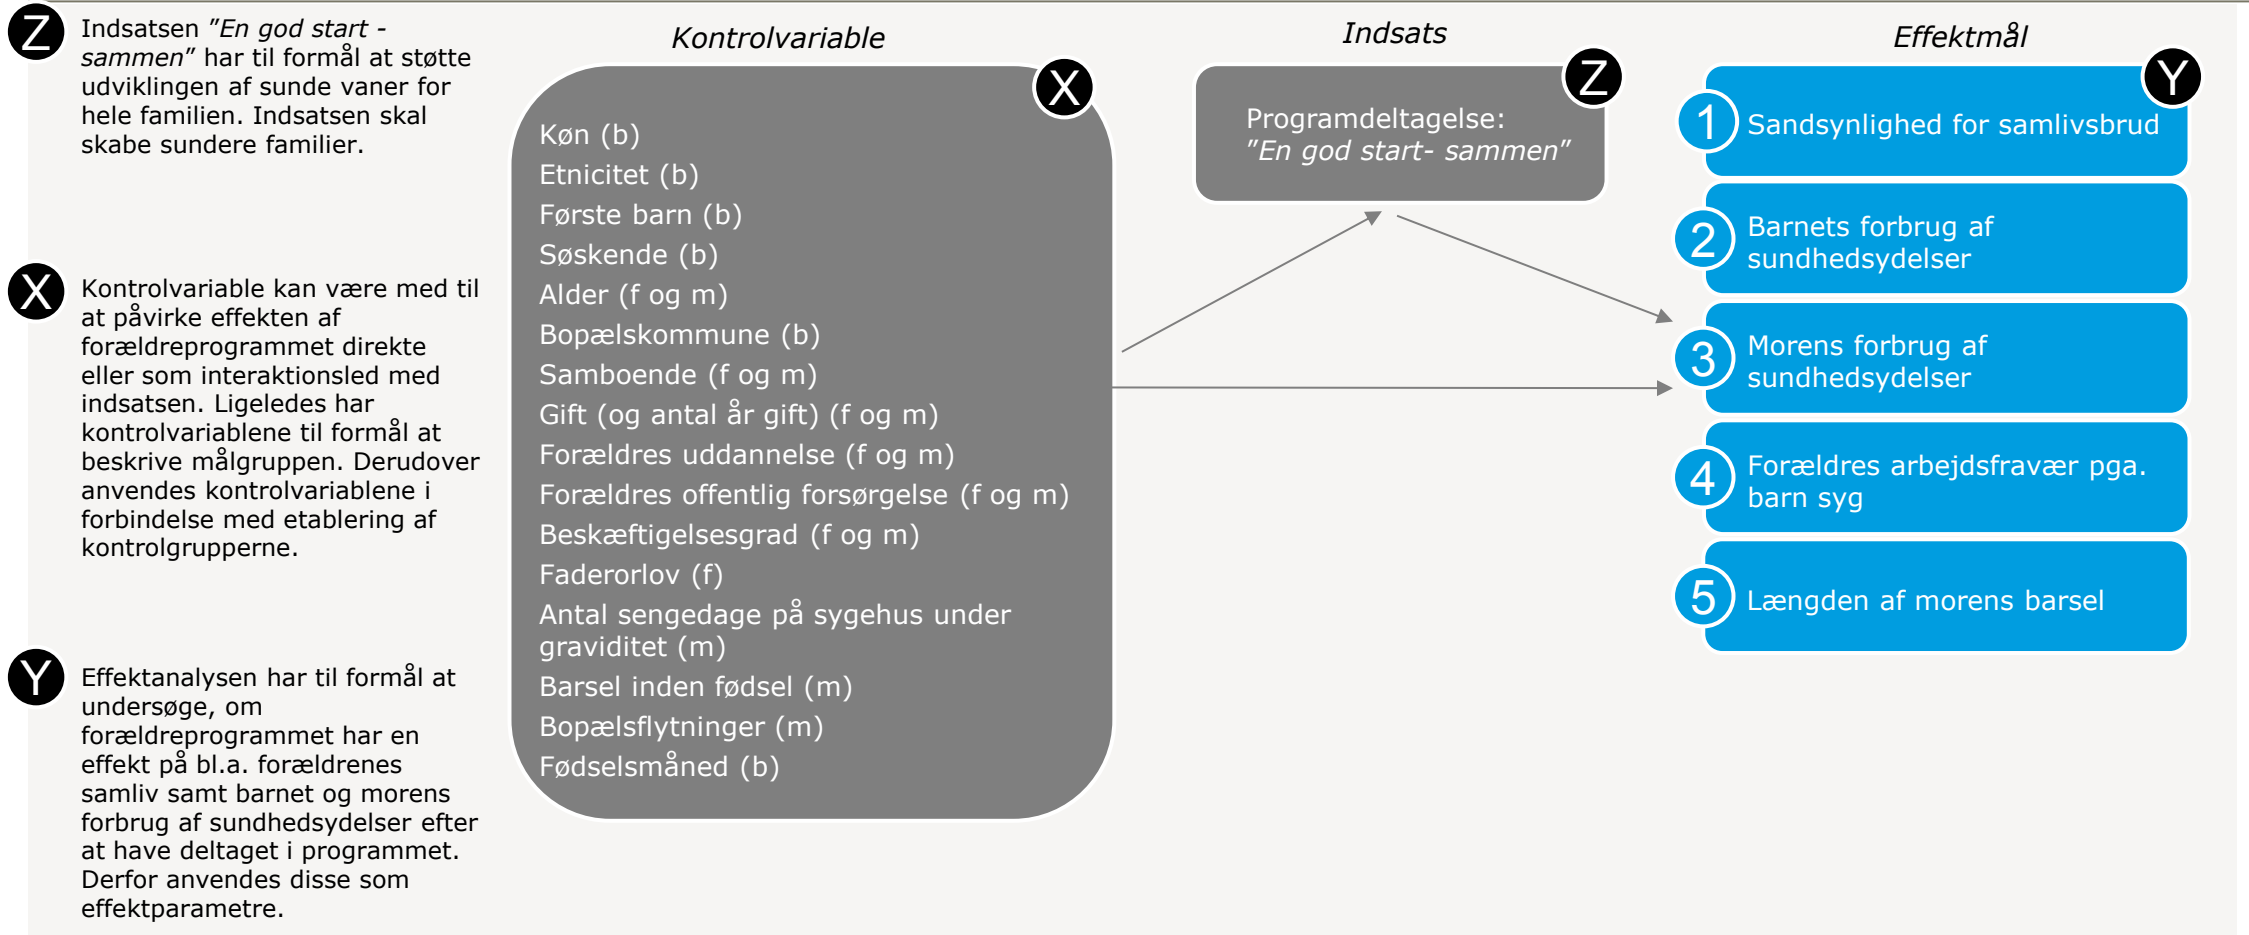 Z
Indsatsen ”En god start -
sammen” har til formål at støtte
udviklingen af sunde vaner for
hele familien. Indsatsen skal
skabe sundere familier.
X
Kontrolvariable kan være med til
at påvirke effekten af
forældreprogrammet direkte
eller som interaktionsled med
indsatsen. Ligeledes har
kontrolvariablene til formål at
beskrive målgruppen. Derudover
anvendes kontrolvariablene i
forbindelse med etablering af
kontrolgrupperne.
Y
Effektanalysen har til formål at
undersøge, om
forældreprogrammet har en
effekt på bl.a. forældrenes
samliv samt barnet og morens
forbrug af sundhedsydelser efter
at have deltaget i programmet.
Derfor anvendes disse som
effektparametre.
Kontrolvariable
X
Køn (b)
Etnicitet (b)
Første barn (b)
Søskende (b)
Alder (f og m)
Bopælskommune (b)
Samboende (f og m)
Gift (og antal år gift) (f og m)
Forældres uddannelse (f og m)
Forældres offentlig forsørgelse (f og m)
Beskæftigelsesgrad (f og m)
Faderorlov (f)
Antal sengedage på sygehus under
graviditet (m)
Barsel inden fødsel (m)
Bopælsflytninger (m)
Fødselsmåned (b)
Indsats
Z
Programdeltagelse:
”En god start- sammen”
Effektmål
Y
1 Sandsynlighed for samlivsbrud
2 Barnets forbrug af
sundhedsydelser
3 Morens forbrug af
sundhedsydelser
4 Forældres arbejdsfravær pga.
barn syg
5 Længden af morens barsel